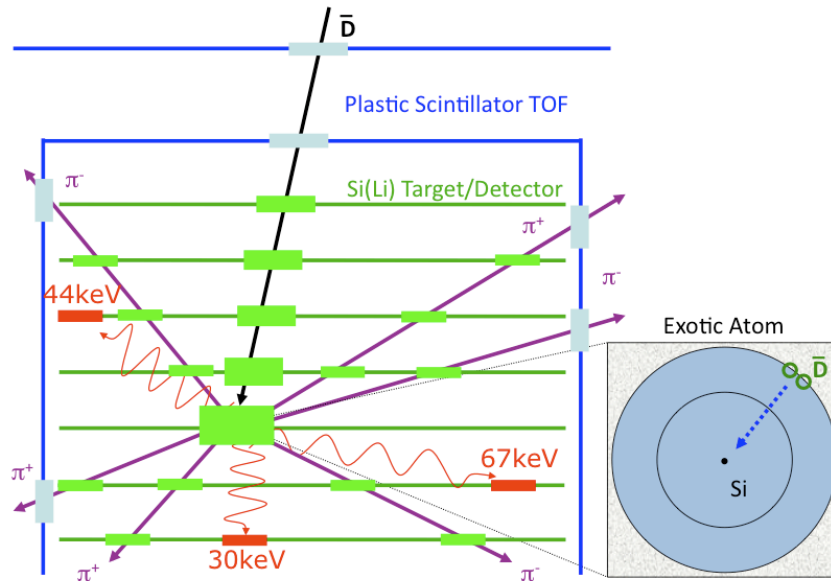 D̄
Plastic Scintillator TOF
π⁻
Si(Li) Target/Detector
π⁺
π⁻
44keV
Exotic Atom
D̄
67keV
Si
π⁺
30keV
π⁺
π⁻